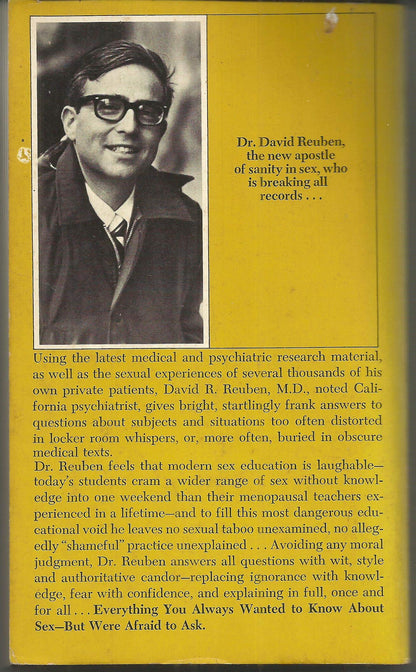 Dr. David Reuben,
the new apostle
of sanity in sex, who
is breaking all
records . . .
Using the latest medical and psychiatric research material,
as well as the sexual experiences of several thousands of his
own private patients, David R. Reuben, M.D., noted Cali-
fornia psychiatrist, gives bright, startlingly frank answers to
questions about subjects and situations too often distorted
in locker room whispers, or, more often, buried in obscure
medical texts.
Dr. Reuben feels that modern sex education is laughable—
today's students cram a wider range of sex without knowl-
edge into one weekend than their menopausal teachers ex-
perienced in a lifetime—and to fill this most dangerous edu-
cational void he leaves no sexual taboo unexamined, no alleg-
edly "shameful" practice unexplained . . . Avoiding any moral
judgment, Dr. Reuben answers all questions with wit, style
and authoritative candor—replacing ignorance with knowl-
edge, fear with confidence, and explaining in full, once and
for all . . . Everything You Always Wanted to Know About
Sex—But Were Afraid to Ask.